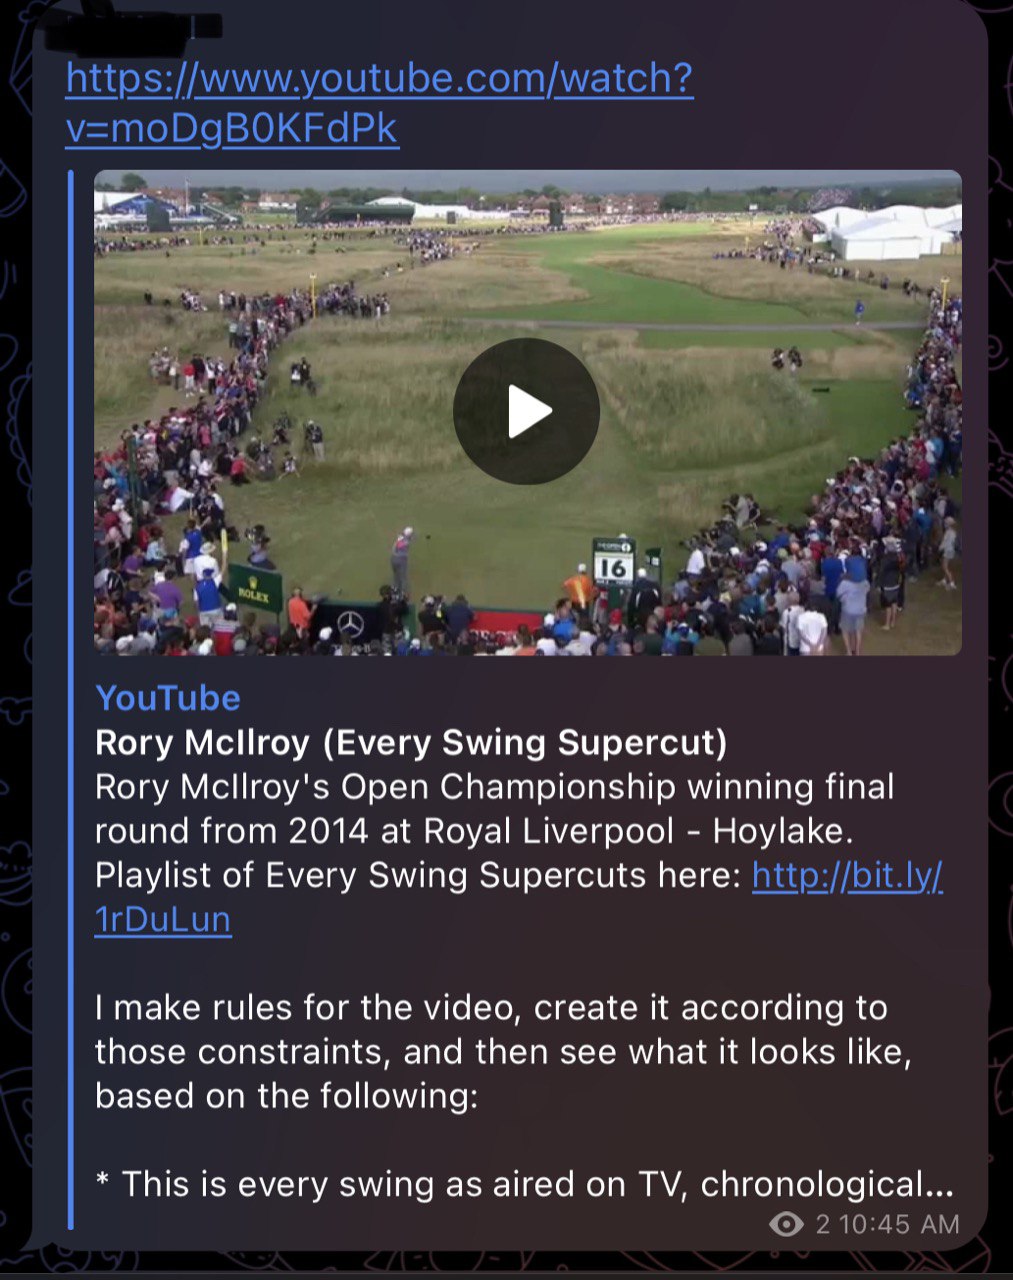 https://www.youtube.com/watch?
v=moDgB0KFdPk
ROLEX
16
YouTube
Rory McIlroy (Every Swing Supercut)
Rory McIlroy's Open Championship winning final
round from 2014 at Royal Liverpool - Hoylake.
Playlist of Every Swing Supercuts here: http://bit.ly/
1rDuLun
I make rules for the video, create it according to
those constraints, and then see what it looks like,
based on the following:
* This is every swing as aired on TV, chronological...
2 10:45 AM